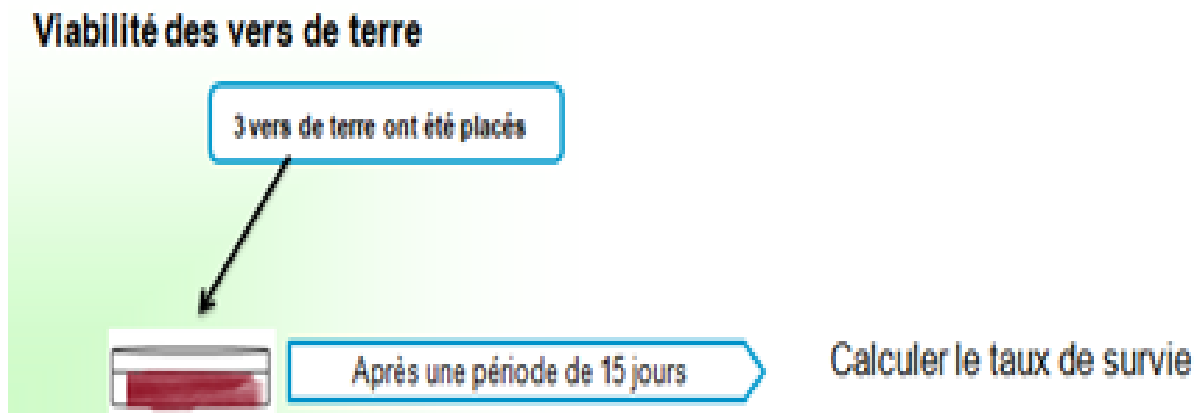 Viabilité des vers de terre
3 vers de terre ont été placés
Après une période de 15 jours
Calculer le taux de survie